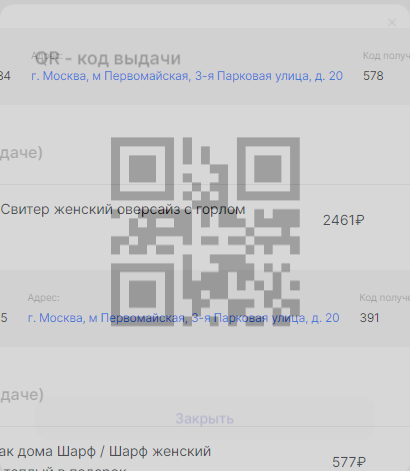 ×
QR - код выдачи
Адрес:
Код получ
34
г. Москва, м Первомайская, 3-я Парковая улица, д. 20
578
даче)
Свитер женский оверсайз с горлом
2461₽
Адрес:
Код получ
5
г. Москва, м Первомайская, 3-я Парковая улица, д. 20
391
даче)
Закрыть
ак дома Шарф / Шарф женский
577₽
теплый в подарок